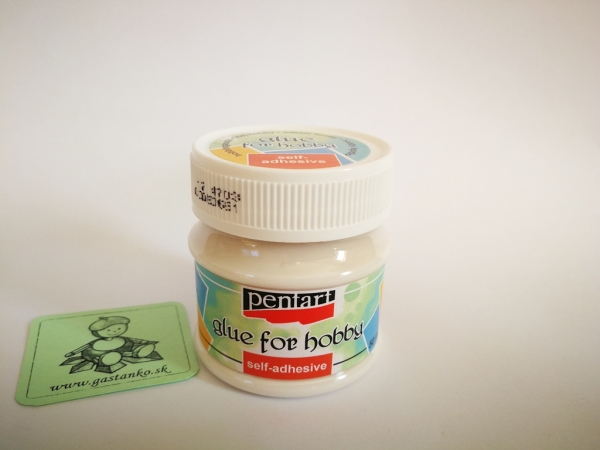 glue
for hobby
self-
adhesive
pentart
glue for hobby
self-adhesive
www.gastanko.sk